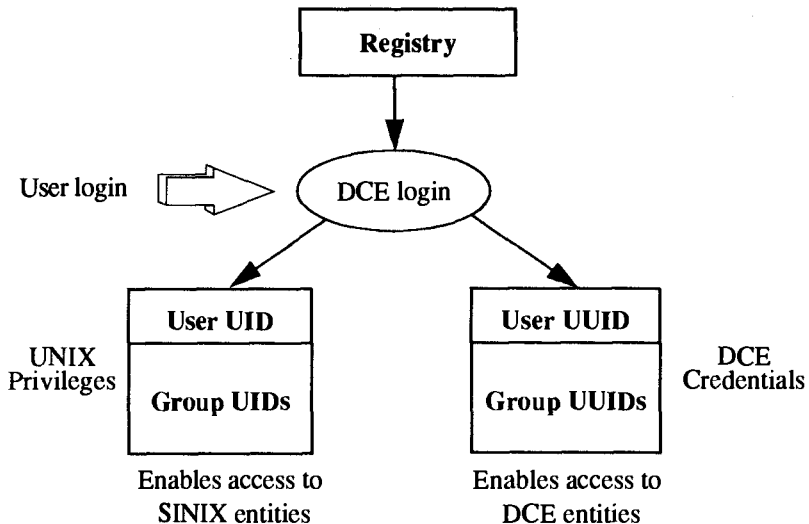 Registry
User login
DCE login
User UID
User UUID
UNIX
Privileges
Group UIDs
Group UUIDs
DCE
Credentials
Enables access to
SINIX entities
Enables access to
DCE entities